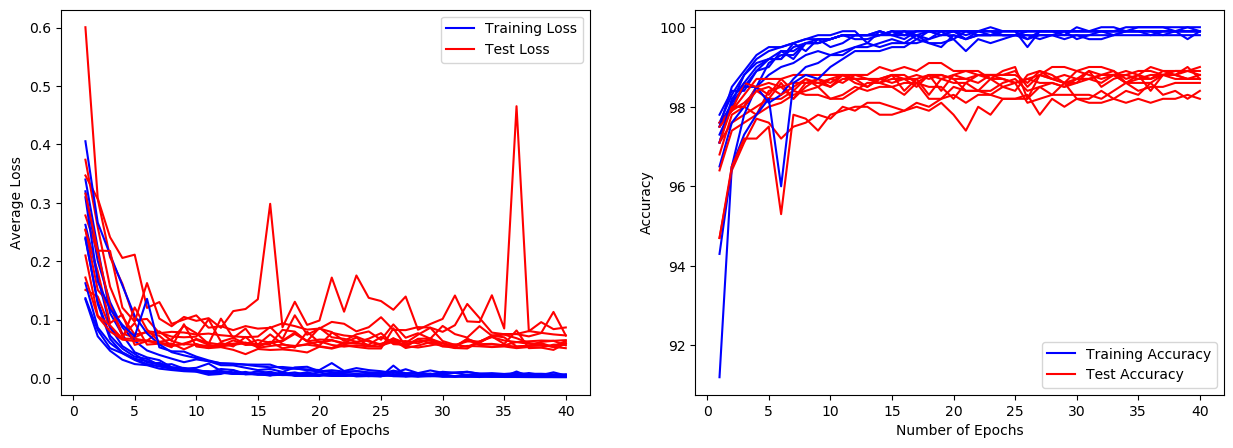 Training Loss
Test Loss
0.6
0.5
0.4
0.3
0.2
0.1
0.0
Average Loss
0 5 10 15 20 25 30 35 40
Number of Epochs
100
98
96
94
92
Accuracy
Training Accuracy
Test Accuracy
0 5 10 15 20 25 30 35 40
Number of Epochs